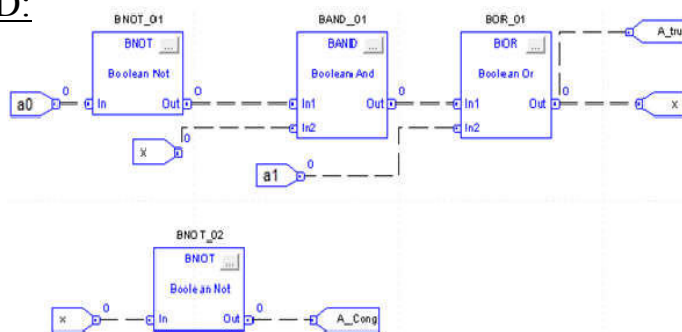 D:
BNOT_01
BAND_01
BOR_01
BNOT ...
BAND ...
BOR ...
A_tru
Boolean Not
Boolean And
Boolean Or
a0 0 In Out 0 In1 Out 0 In1 Out 0 x
x 0 In2
In2
a1 0
BNOT_02
BNOT ...
Boolean Not
x 0 In Out 0 A_Cong